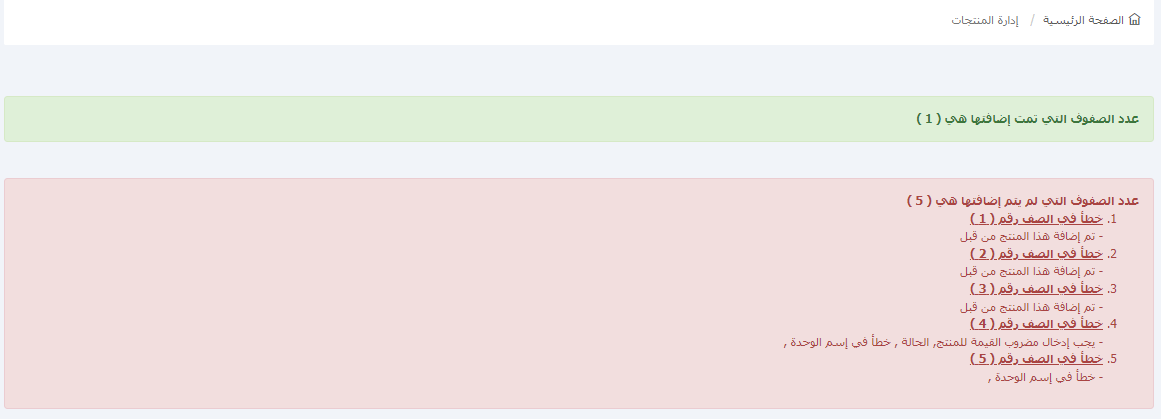 الصفحة الرئيسية / إدارة المنتجات
عدد الصفوف التي تمت إضافتها هي ( 1 )
عدد الصفوف التي لم يتم إضافتها هي ( 5 )
1. خطأ في الصف رقم ( 1 )
- تم إضافة هذا المنتج من قبل
2. خطأ في الصف رقم ( 2 )
- تم إضافة هذا المنتج من قبل
3. خطأ في الصف رقم ( 3 )
- تم إضافة هذا المنتج من قبل
4. خطأ في الصف رقم ( 4 )
- يجب إدخال مضروب القيمة للمنتج, الحالة , خطأ في إسم الوحدة ,
5. خطأ في الصف رقم ( 5 )
- خطأ في إسم الوحدة ,